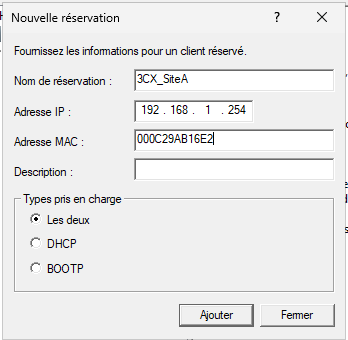 Nouvelle réservation
Fournissez les informations pour un client réservé.
Nom de réservation : 3CX_SiteA
Adresse IP : 192 . 168 . 1 . 254
Adresse MAC : 000C29AB16E2
Description :
Types pris en charge
Les deux
DHCP
BOOTP
Ajouter Fermer